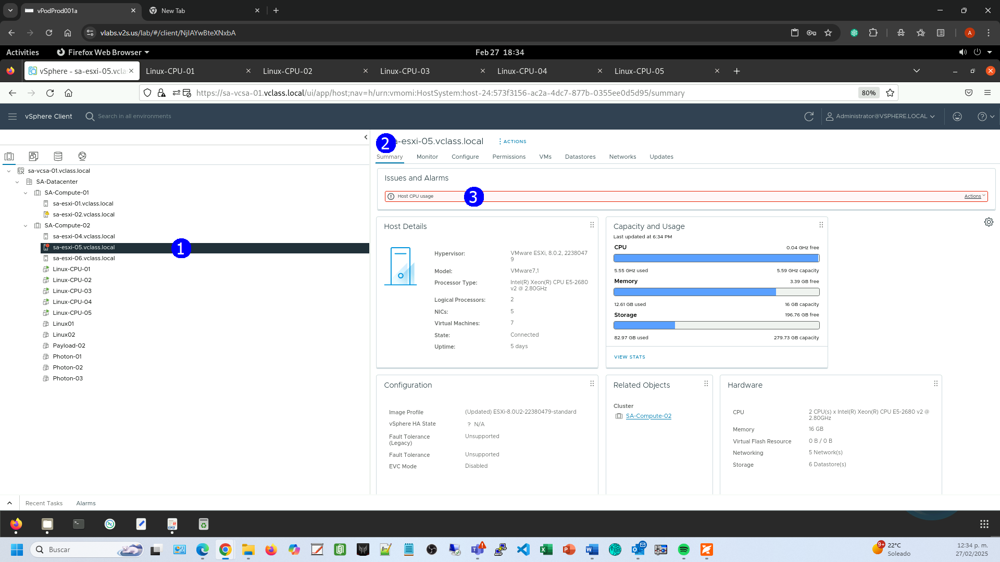 vPodProd001a
New Tab
vlabs.v2s.us/lab/#/client/NjIAYwBteXNxbA
A
Activities
Firefox Web Browser
Feb 27 18:34
vSphere - sa-esxi-05.vcla
Linux-CPU-01
Linux-CPU-02
Linux-CPU-03
Linux-CPU-04
Linux-CPU-05
https://sa-vcsa-01.vclass.local/ui/app/host;nav=h/urn:vmomi:HostSystem:host-24:573f3156-ac2a-4dc7-877b-0355ee0d5d95/summary
80%
vSphere Client
Search in all environments
Administrator@VSPHERE.LOCAL
sa-vcsa-01.vclass.local
SA-Datacenter
SA-Compute-01
sa-esxi-01.vclass.local
sa-esxi-02.vclass.local
SA-Compute-02
sa-esxi-04.vclass.local
sa-esxi-05.vclass.local
1
sa-esxi-06.vclass.local
Linux-CPU-01
Linux-CPU-02
Linux-CPU-03
Linux-CPU-04
Linux-CPU-05
Linux01
Linux02
Payload-02
Photon-01
Photon-02
Photon-03
2
a-esxi-05.vclass.local
ACTIONS
Summary
Monitor
Configure
Permissions
VMs
Datastores
Networks
Updates
Issues and Alarms
Host CPU usage
3
Actions
Host Details
Hypervisor:
VMware ESXi, 8.0.2, 2238047
9
Model:
VMware7,1
Processor Type:
Intel(R) Xeon(R) CPU E5-2680
v2 @ 2.80GHz
Logical Processors:
2
NICs:
5
Virtual Machines:
7
State:
Connected
Uptime:
5 days
Capacity and Usage
Last updated at 6:34 PM
CPU
0.04 GHz free
5.55 GHz used
5.59 GHz capacity
Memory
3.39 GB free
12.61 GB used
16 GB capacity
Storage
196.76 GB free
82.97 GB used
279.73 GB capacity
VIEW STATS
Configuration
Image Profile
(Updated) ESXi-8.0U2-22380479-standard
vSphere HA State
? N/A
Fault Tolerance
(Legacy)
Unsupported
Fault Tolerance
Unsupported
EVC Mode
Disabled
Related Objects
Cluster
SA-Compute-02
Hardware
CPU
2 CPU(s) x Intel(R) Xeon(R) CPU E5-2680 v2 @
2.80GHz
Memory
16 GB
Virtual Flash Resource
0 B / 0 B
Networking
5 Network(s)
Storage
6 Datastore(s)
Recent Tasks
Alarms
Buscar
9+
22°C
Soleado
12:34 p. m.
27/02/2025